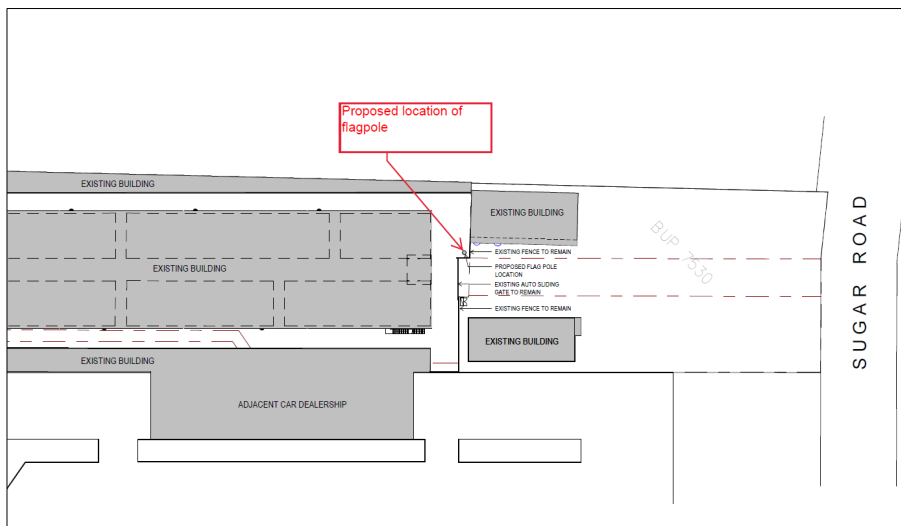 Proposed location of
flagpole
EXISTING BUILDING
EXISTING BUILDING
BUP 7530
SUGAR ROAD
EXISTING FENCE TO REMAIN
EXISTING BUILDING
PROPOSED FLAG POLE
LOCATION
EXISTING AUTO SLIDING
GATE TO REMAIN
EXISTING FENCE TO REMAIN
EXISTING BUILDING
EXISTING BUILDING
ADJACENT CAR DEALERSHIP